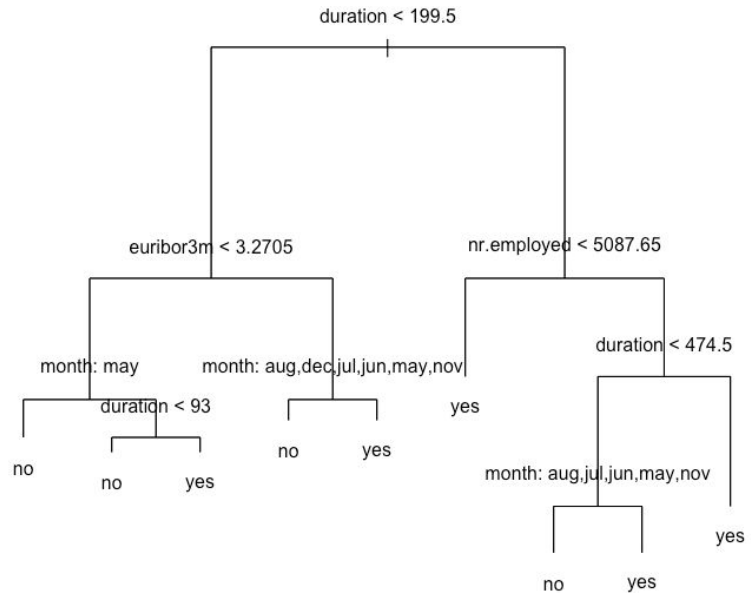 duration < 199.5
euribor3m < 3.2705
nr.employed < 5087.65
duration < 474.5
month: may
month: aug,dec,jul,jun,may,nov
duration < 93
yes
no
yes
no
no
yes
month: aug,jul,jun,may,nov
yes
no
yes